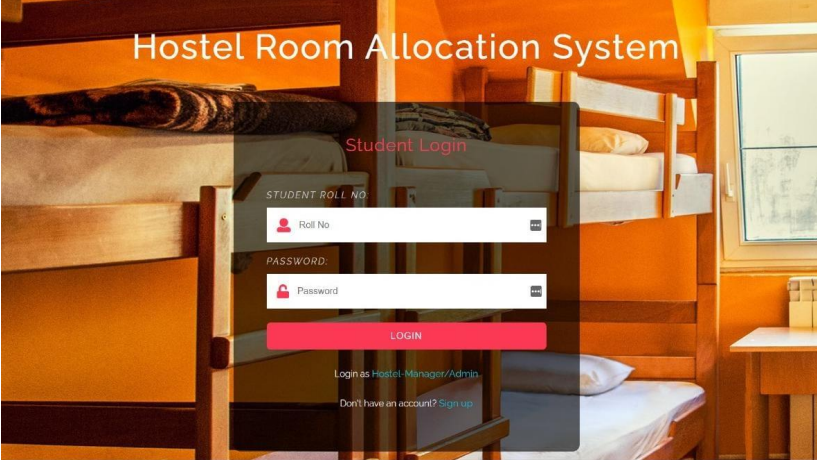 Hostel Room Allocation System
Student Login
STUDENT ROLL NO:
Roll No
PASSWORD:
Password
LOGIN
Login as Hostel-Manager/Admin
Don't have an account? Sign up